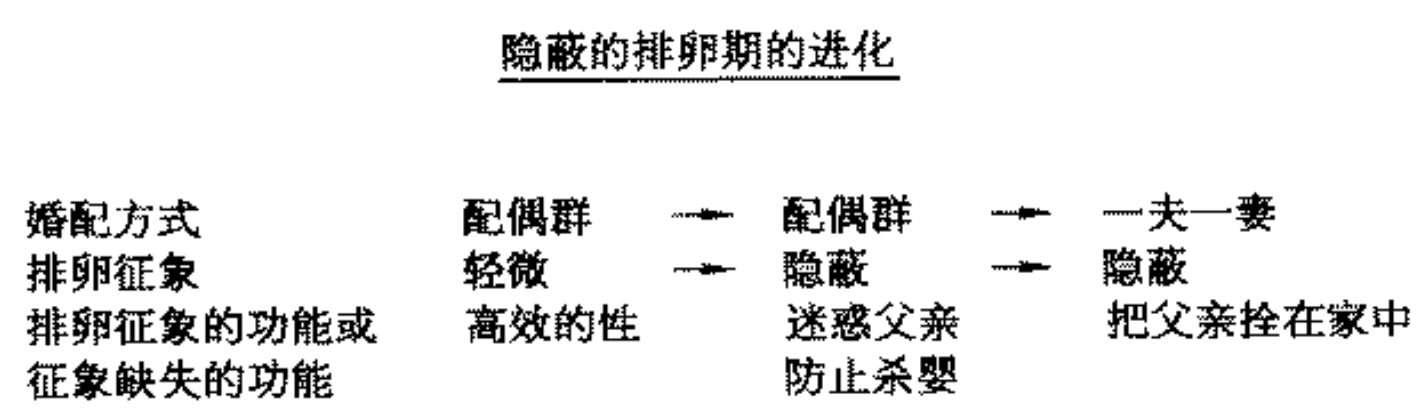 隐蔽的排卵期的进化
婚配方式 配偶群 → 配偶群 → 一夫一妻
排卵征象 轻微 → 隐蔽 → 隐蔽
排卵征象的功能或 高效的性 迷惑父亲 把父亲拴在家中
征象缺失的功能 防止杀婴